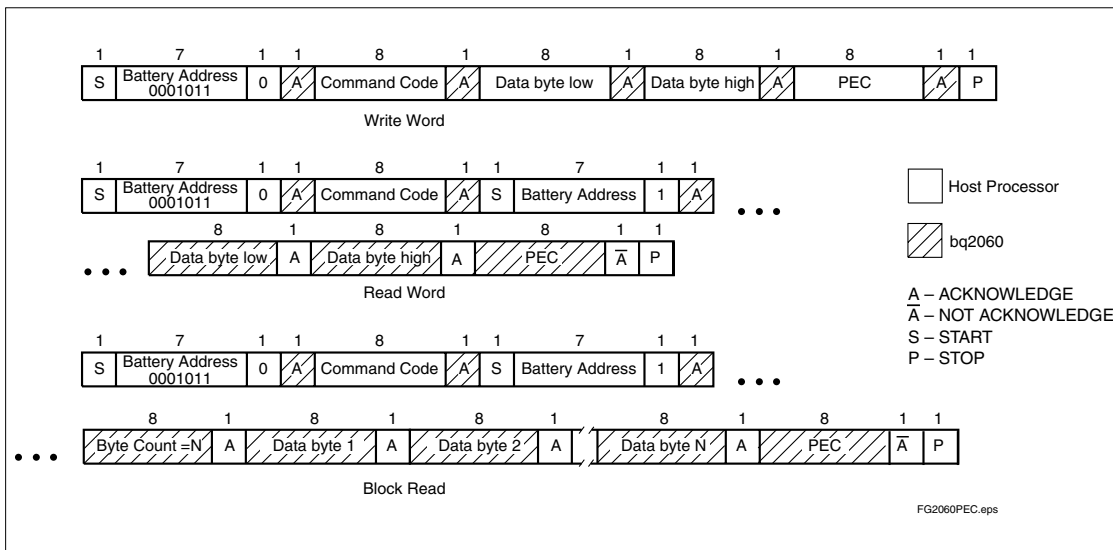 1 7 1 1 8 1 8 1 8 1 8 1 1
S Battery Address 0001011 0 A Command Code A Data byte low A Data byte high A PEC A P
Write Word
1 7 1 1 8 1 1 7 1 1
S Battery Address 0001011 0 A Command Code A S Battery Address 1 A • • •
8 1 8 1 8 1 1
• • • Data byte low A Data byte high A PEC A̅ P
Read Word
1 7 1 1 8 1 1 7 1 1
S Battery Address 0001011 0 A Command Code A S Battery Address 1 A • • •
8 1 8 1 8 1 8 1 8 1 1
• • • Byte Count =N A Data byte 1 A Data byte 2 A Data byte N A PEC A̅ P
Block Read
Host Processor
bq2060
A – ACKNOWLEDGE
A̅ – NOT ACKNOWLEDGE
S – START
P – STOP
FG2060PEC.eps